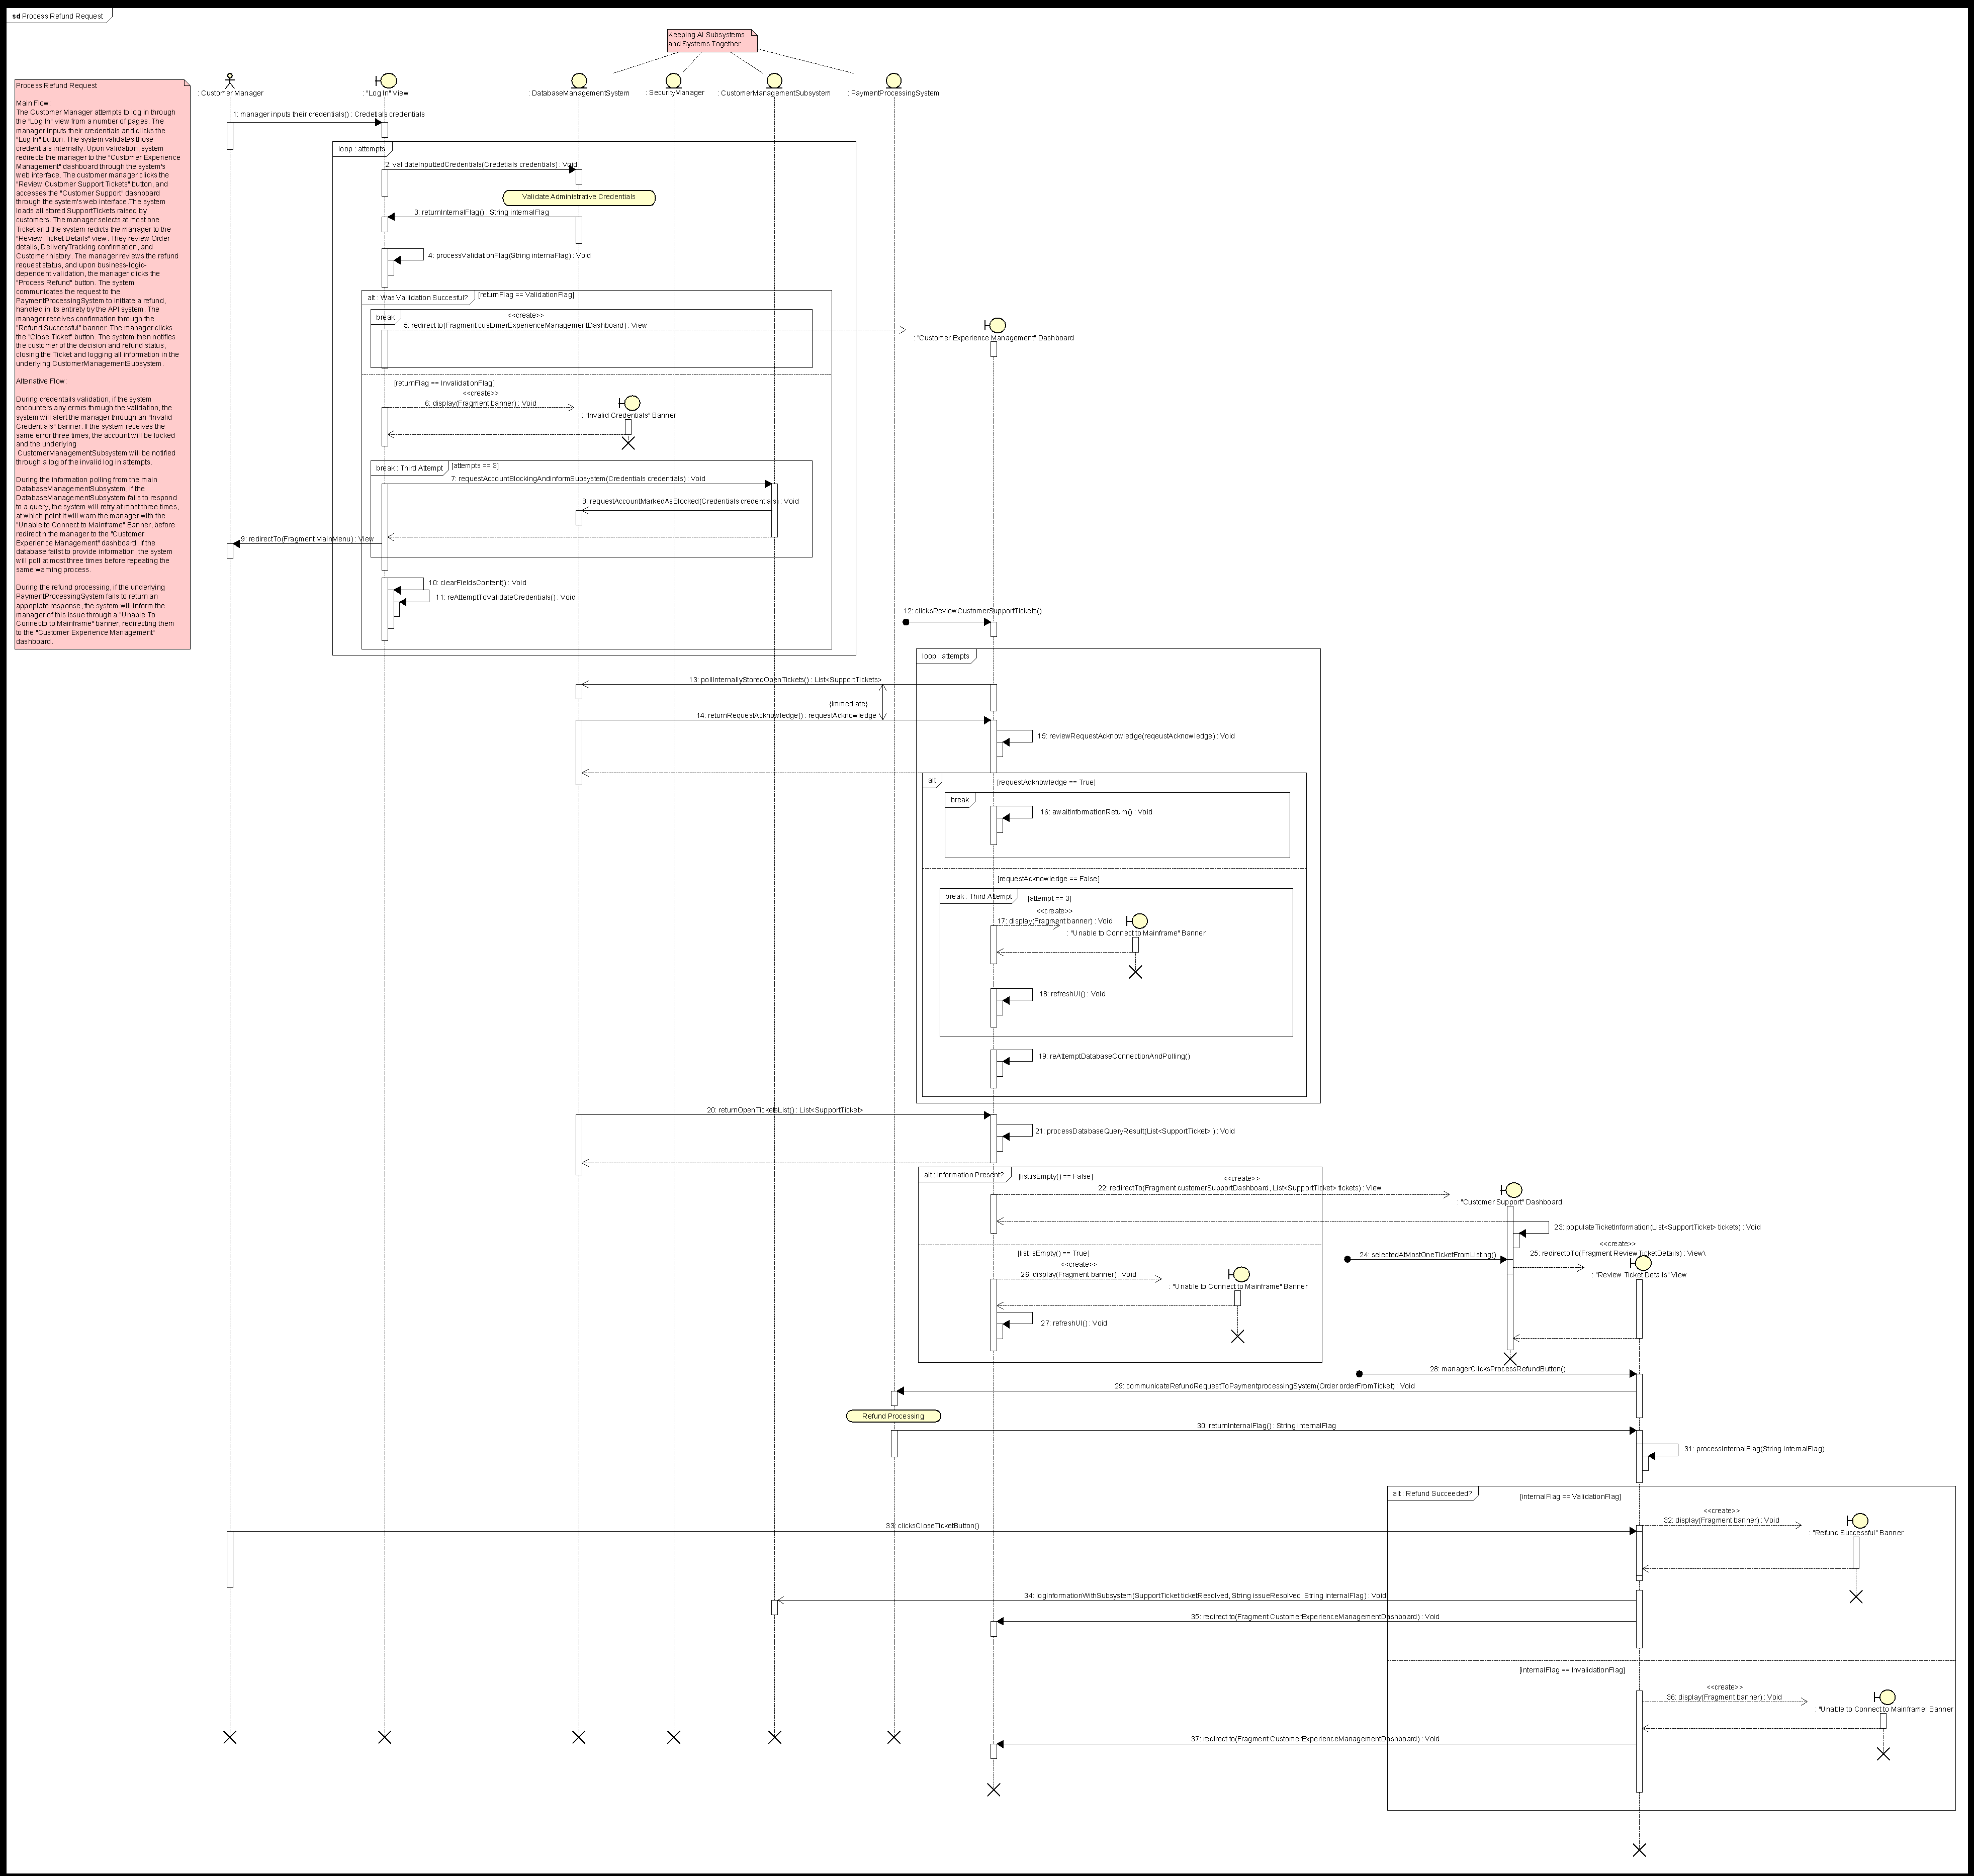 sd Process Refund Request
Keeping AI Subsystems
and Systems Together
Process Refund Request
Main Flow:
The Customer Manager attempts to log in through
the "Log In" view from a number of pages. The
manager inputs their credentials and clicks the
"Log In" button. The system validates those
credentials internally. Upon validation, system
redirects the manager to the "Customer Experience
Management" dashboard through the system's
web interface. The customer manager clicks the
"Review Customer Support Tickets" button, and
accesses the "Customer Support" dashboard
through the system's web interface.The system
loads all stored SupportTickets raised by
customers. The manager selects at most one
Ticket and the system redicts the manager to the
"Review Ticket Details" view. They review Order
details, DeliveryTracking confirmation, and
Customer history. The manager reviews the refund
request status, and upon business-logic-
dependent validation, the manager clicks the
"Process Refund" button. The system
communicates the request to the
PaymentProcessingSystem to initiate a refund,
handled in its entirety by the API system. The
manager receives confirmation through the
"Refund Successful" banner. The manager clicks
the "Close Ticket" button. The system then notifies
the customer of the decision and refund status,
closing the Ticket and logging all information in the
underlying CustomerManagementSubsystem.
Altenative Flow:
During credentails validation, if the system
encounters any errors through the validation, the
system will alert the manager through an "Invalid
Credentials" banner. If the system receives the
same error three times, the account will be locked
and the underlying
CustomerManagementSubsystem will be notified
through a log of the invalid log in attempts.
During the information polling from the main
DatabaseManagementSubsystem, if the
DatabaseManagementSubsystem fails to respond
to a query, the system will retry at most three times,
at which point it will warn the manager with the
"Unable to Connect to Mainframe" Banner, before
redirectin the manager to the "Customer
Experience Management" dashboard. If the
database failst to provide information, the system
will poll at most three times before repeating the
same warning process.
During the refund processing, if the underlying
PaymentProcessingSystem fails to return an
appopiate response, the system will inform the
manager of this issue through a "Unable To
Connecto to Mainframe" banner, redirecting them
to the "Customer Experience Management"
dashboard.
: Customer Manager
: "Log In" View
: DatabaseManagementSystem
: SecurityManager
: CustomerManagementSubsystem
: PaymentProcessingSystem
1: manager inputs their credentials() : Credetials credentials
loop : attempts
2: validateInputtedCredentials(Credetials credentials) : Void
Validate Administrative Credentials
3: returnInternalFlag() : String internalFlag
4: processValidationFlag(String internaFlag) : Void
alt : Was Vallidation Succesful?
[returnFlag == ValidationFlag]
break
<<create>>
5: redirect to(Fragment customerExperienceManagementDashboard) : View
: "Customer Experience Management" Dashboard
[returnFlag == InvalidationFlag]
<<create>>
6: display(Fragment banner) : Void
: "Invalid Credentials" Banner
break : Third Attempt
[attempts == 3]
7: requestAccountBlockingAndinformSubsystem(Credentials credentials) : Void
8: requestAccountMarkedAsBlocked(Credentials credentials) : Void
9: redirectTo(Fragment MainMenu) : View
10: clearFieldsContent() : Void
11: reAttemptToValidateCredentials() : Void
12: clicksReviewCustomerSupportTickets()
loop : attempts
13: pollInternallyStoredOpenTickets() : List<SupportTickets>
{immediate}
14: returnRequestAcknowledge() : requestAcknowledge
15: reviewRequestAcknowledge(reqeustAcknowledge) : Void
alt
[requestAcknowledge == True]
break
16: awaitInformationReturn() : Void
[requestAcknowledge == False]
break : Third Attempt
[attempt == 3]
<<create>>
17: display(Fragment banner) : Void
: "Unable to Connect to Mainframe" Banner
18: refreshUI() : Void
19: reAttemptDatabaseConnectionAndPolling()
20: returnOpenTicketsList() : List<SupportTicket>
21: processDatabaseQueryResult(List<SupportTicket> ) : Void
alt : Information Present?
[list.isEmpty() == False]
<<create>>
22: redirectTo(Fragment customerSupportDashboard, List<SupportTicket> tickets) : View
: "Customer Support" Dashboard
23: populateTicketInformation(List<SupportTicket> tickets) : Void
<<create>>
24: selectedAtMostOneTicketFromListing()
25: redirectoTo(Fragment ReviewTicketDetails) : View\
: "Review Ticket Details" View
[list.isEmpty() == True]
<<create>>
26: display(Fragment banner) : Void
: "Unable to Connect to Mainframe" Banner
27: refreshUI() : Void
28: managerClicksProcessRefundButton()
29: communicateRefundRequestToPaymentprocessingSystem(Order orderFromTicket) : Void
Refund Processing
30: returnInternalFlag() : String internalFlag
31: processInternalFlag(String internalFlag)
alt : Refund Succeeded?
[internalFlag == ValidationFlag]
<<create>>
32: display(Fragment banner) : Void
: "Refund Successful" Banner
33: clicksCloseTicketButton()
34: logInformationWithSubsystem(SupportTicket ticketResolved, String issueResolved, String internalFlag) : Void
35: redirect to(Fragment CustomerExperienceManagementDashboard) : Void
[internalFlag == InvalidationFlag]
<<create>>
36: display(Fragment banner) : Void
: "Unable to Connect to Mainframe" Banner
37: redirect to(Fragment CustomerExperienceManagementDashboard) : Void